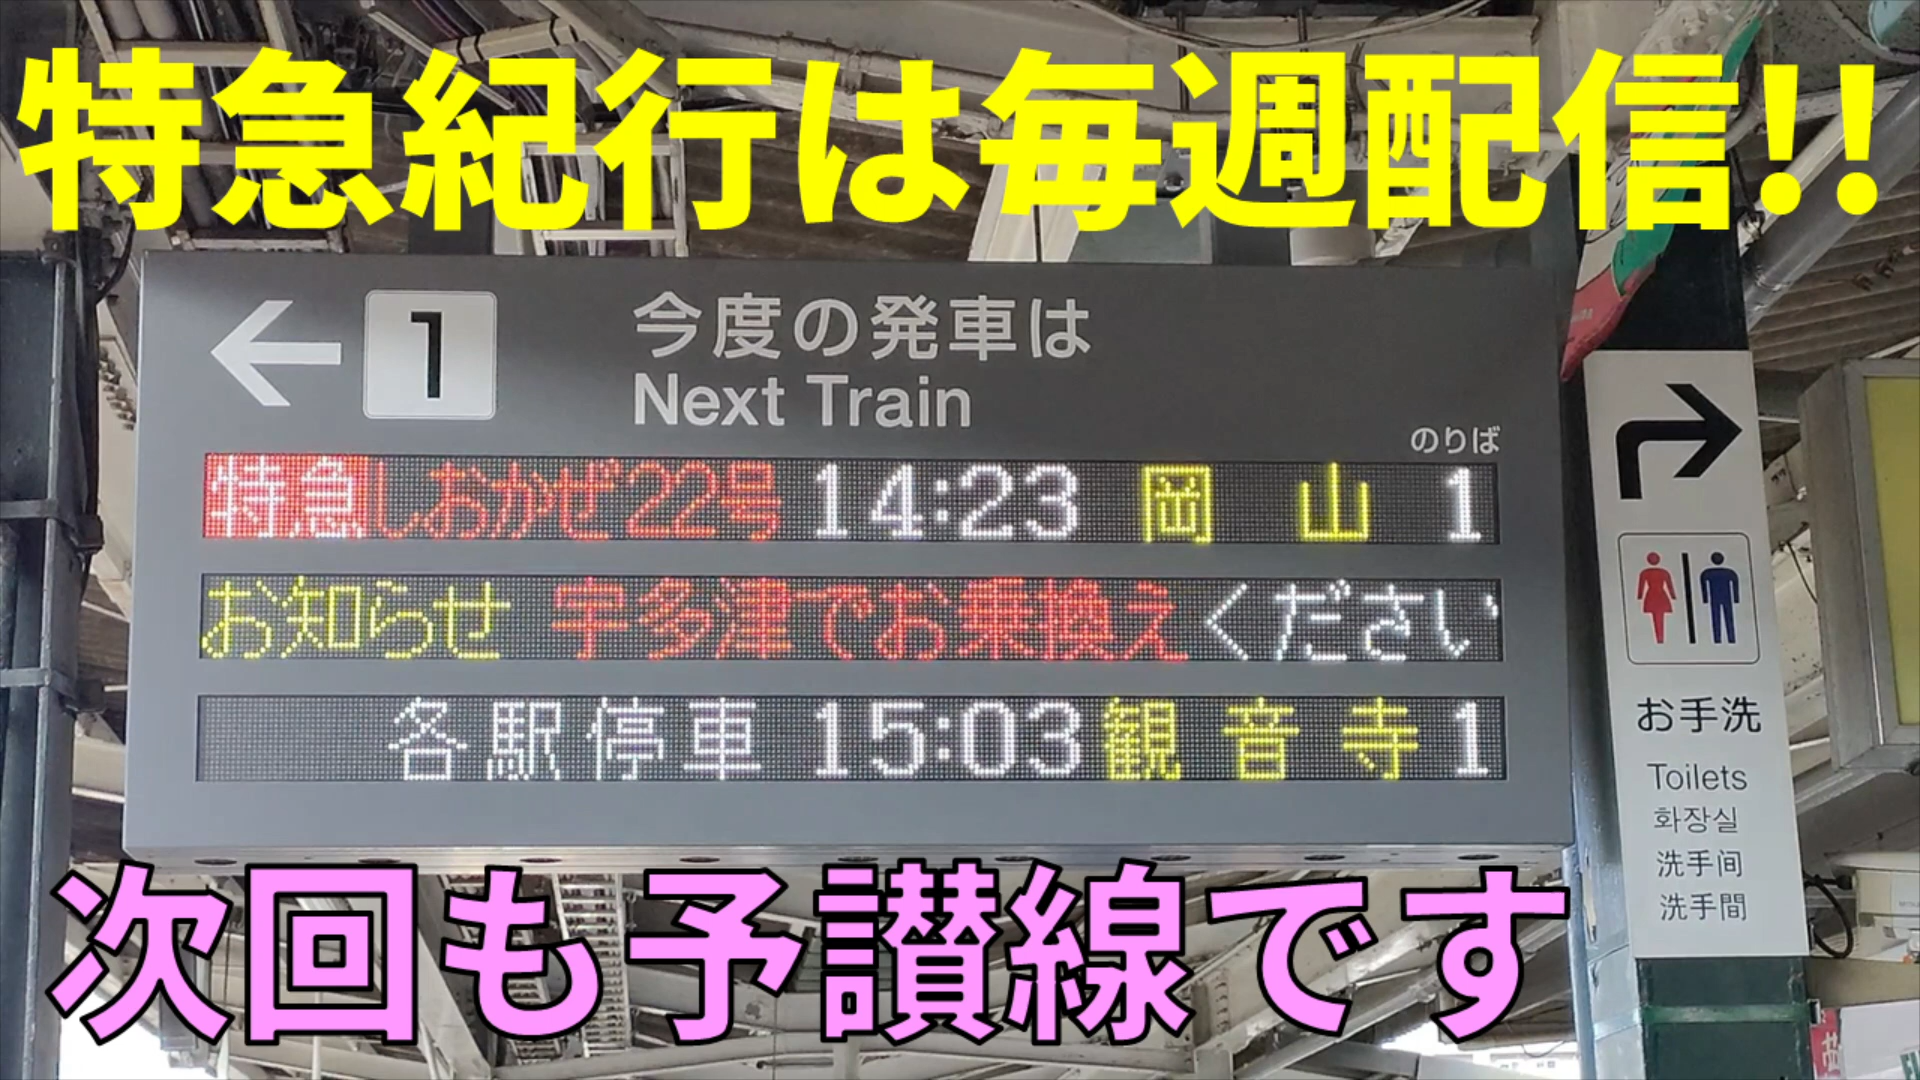 特急紀行は毎週配信!!
← 1 今度の発車は
Next Train
のりば
特急しおかぜ22号 14:23 岡山 1
お知らせ 宇多津でお乗換えください
各駅停車 15:03 観音寺 1
お手洗
Toilets
화장실
洗手间
洗手間
次回も予讃線です